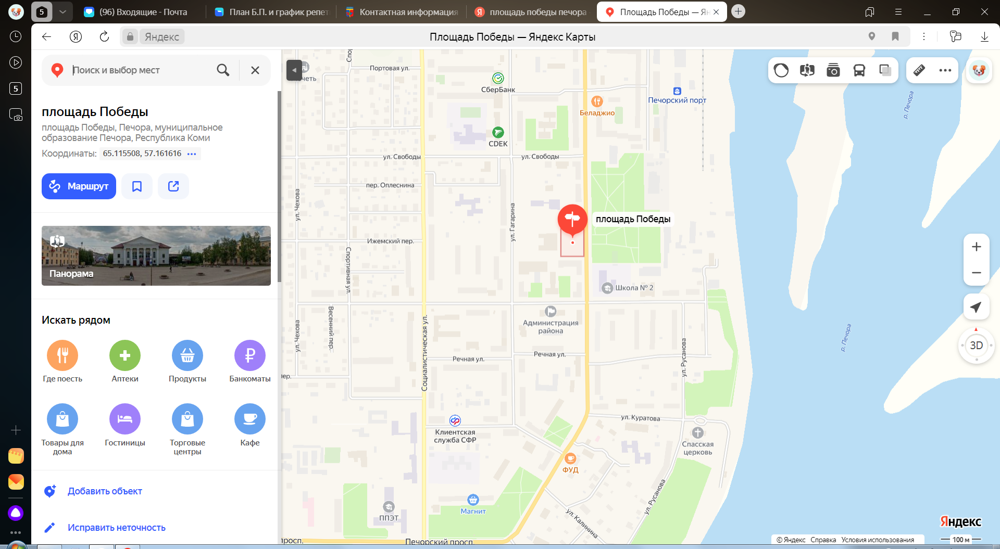 5
(96) Входящие - Почта
План Б.П. и график репет
Контактная информация
площадь победы печора
Площадь Победы — Ян
Яндекс
Площадь Победы — Яндекс Карты
5
Поиск и выбор мест
площадь Победы
площадь Победы, Печора, муниципальное
образование Печора, Республика Коми
Координаты: 65.115508, 57.161616
Маршрут
Панорама
Искать рядом
Где поесть
Аптеки
Продукты
Банкоматы
Товары для
дома
Гостиницы
Торговые
центры
Кафе
Добавить объект
Исправить неточность
четь
Портовая ул.
СберБанк
Беладжио
Печорский порт
р. Печора
CDEK
ул. Свободы
ул. Свободы
пер. Оплеснина
ул. Чехова
ул. Гагарина
площадь Победы
Ижемский пер.
Спортивная ул.
Школа № 2
Администрация
района
Весенний пер.
ул. Чехова
Социалистическая ул.
Речная ул.
Речная ул.
ул. Русанова
р. Печора
пер.
ул. Куратова
Клиентская
служба СФР
Спасская
церковь
ФУД
ул. Русанова
Магнит
ППЭТ
ул. Калинина
просп.
Печорский просп.
3D
Яндекс
© Яндекс Справка Условия использования
100 м